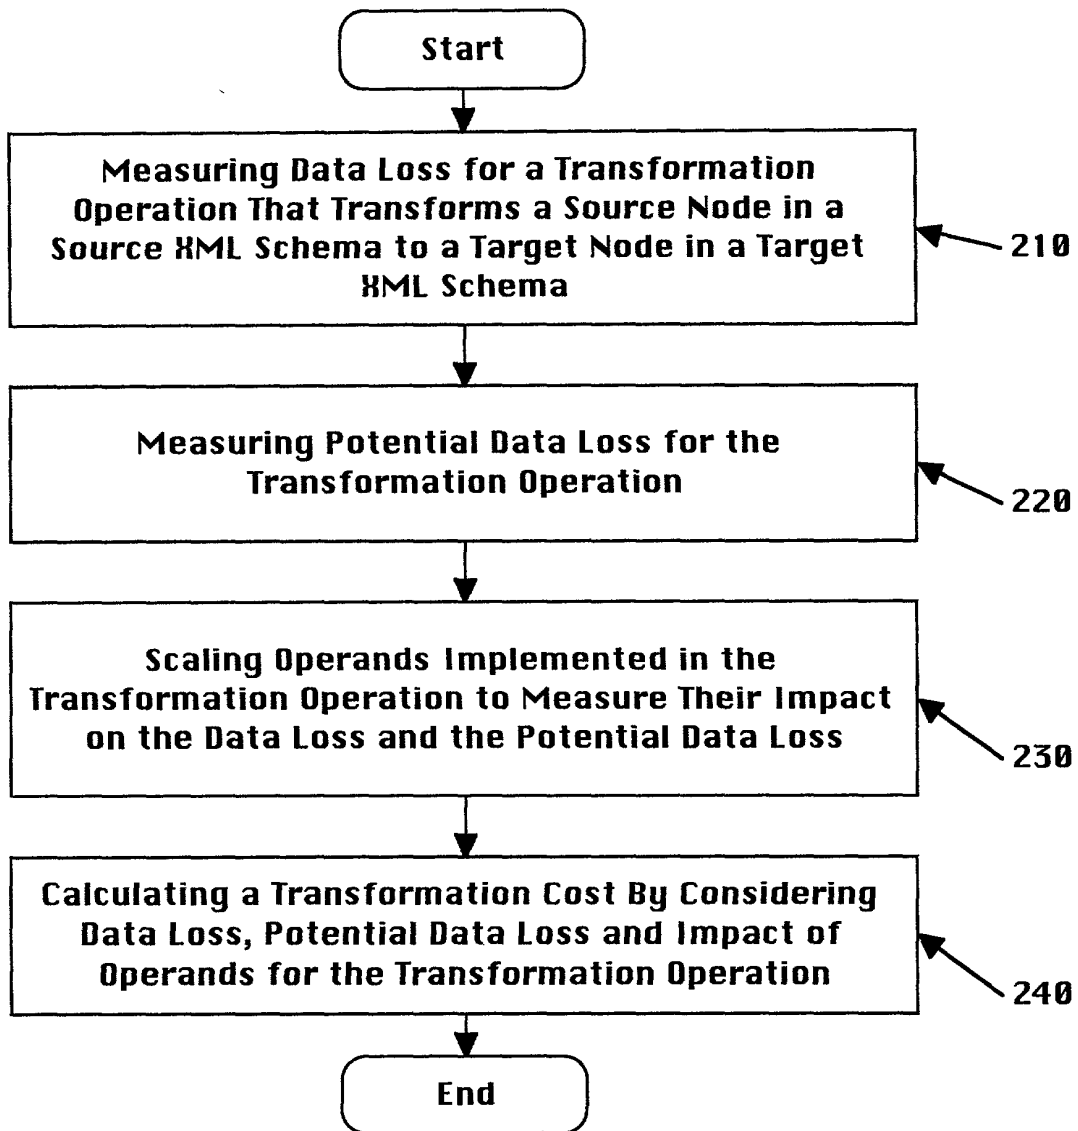 Start
Measuring Data Loss for a Transformation
Operation That Transforms a Source Node in a
Source XML Schema to a Target Node in a Target
XML Schema
210
Measuring Potential Data Loss for the
Transformation Operation
220
Scaling Operands Implemented in the
Transformation Operation to Measure Their Impact
on the Data Loss and the Potential Data Loss
230
Calculating a Transformation Cost By Considering
Data Loss, Potential Data Loss and Impact of
Operands for the Transformation Operation
240
End